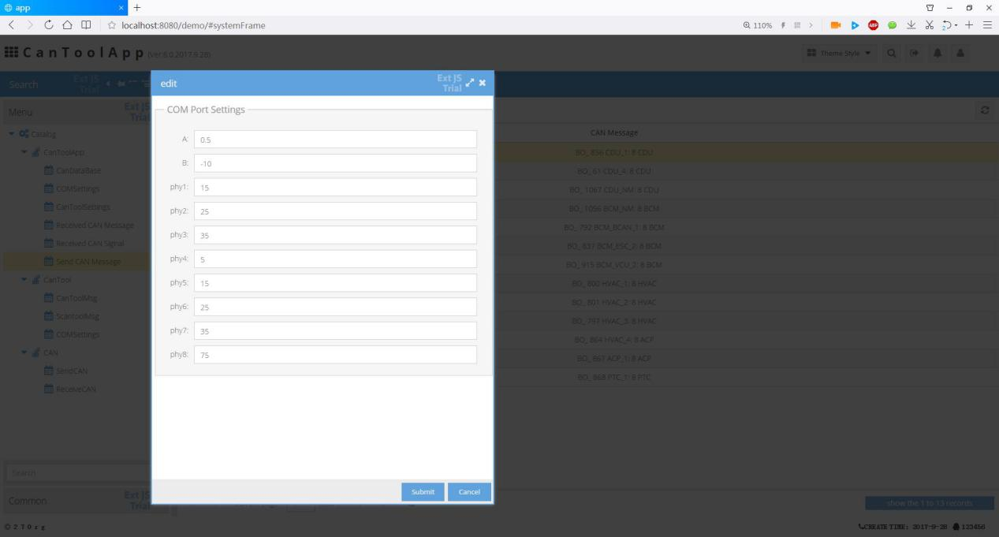 app
localhost:8080/demo/#systemFrame
110%
CanToolApp (Ver:6.0.2017.9.28)
Theme Style
Search
Ext JS
Trial
edit
Ext JS
Trial
Menu
Ext JS
Trial
Catalog
CanToolApp
CanDataBase
COMSettings
CanToolSettings
Received CAN Message
Received CAN Signal
Send CAN Message
CanTool
CanToolMsg
ScantoolMsg
COMSettings
CAN
SendCAN
ReceiveCAN
Search
Common
Ext JS
Trial
COM Port Settings
A: 0.5
B: -10
phy1: 15
phy2: 25
phy3: 35
phy4: 5
phy5: 15
phy6: 25
phy7: 35
phy8: 75
Submit
Cancel
CAN Message
BO_ 856 CDU_1: 8 CDU
BO_ 61 CDU_4: 8 CDU
BO_ 1067 CDU_NM: 8 CDU
BO_ 1056 BCM_NM: 8 BCM
BO_ 792 BCM_BCAN_1: 8 BCM
BO_ 837 BCM_ESC_2: 8 BCM
BO_ 915 BCM_VCU_2: 8 BCM
BO_ 800 HVAC_1: 8 HVAC
BO_ 801 HVAC_2: 8 HVAC
BO_ 797 HVAC_3: 8 HVAC
BO_ 864 HVAC_4: 8 ACP
BO_ 867 ACP_1: 8 ACP
BO_ 868 PTC_1: 8 PTC
show the 1 to 13 records
CREATE TIME: 2017-9-28 123456